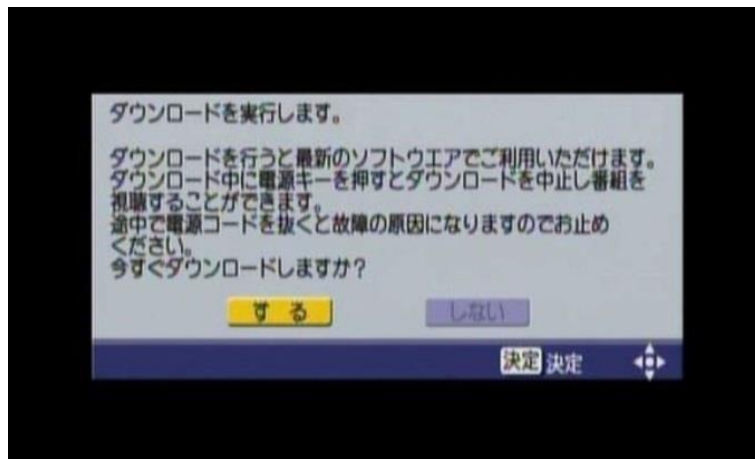 ダウンロードを実行します。
ダウンロードを行うと最新のソフトウエアでご利用いただけます。
ダウンロード中に電源キーを押すとダウンロードを中止し番組を
視聴することができます。
途中で電源コードを抜くと故障の原因になりますのでお止め
ください。
今すぐダウンロードしますか？
する
しない
決定 決定